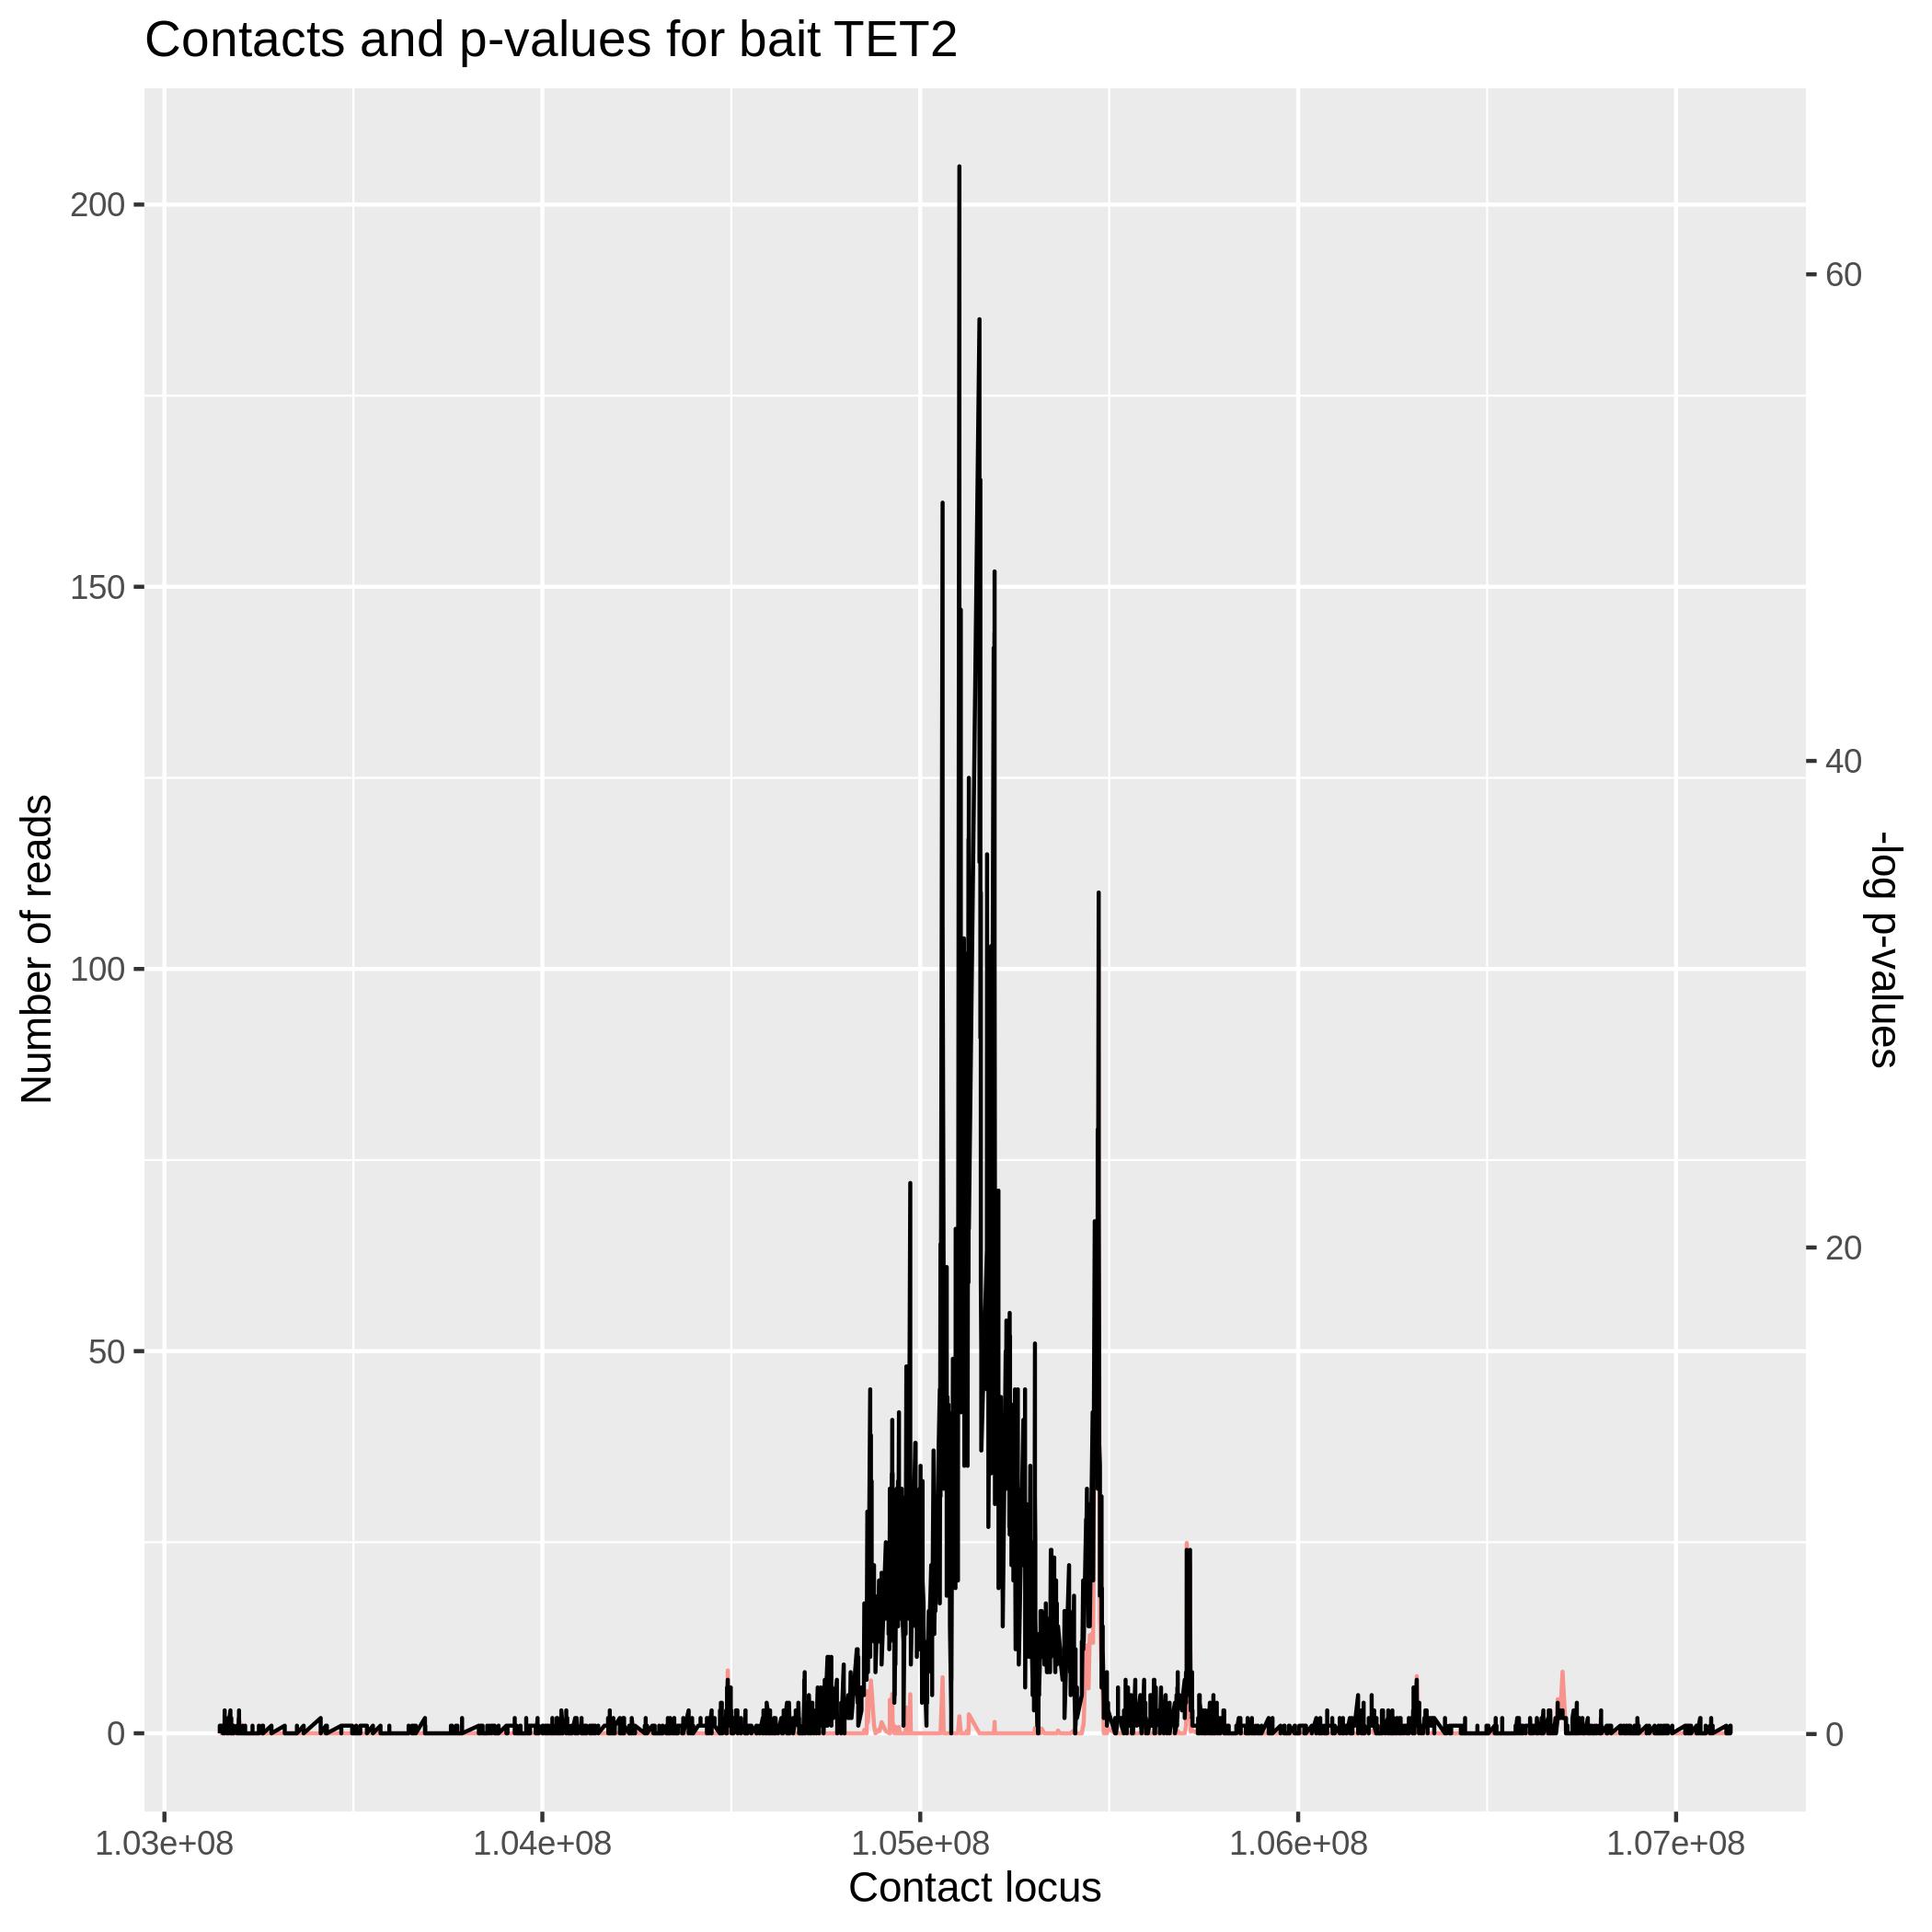 Contacts and p-values for bait TET2
200
150
100
50
0
Number of reads
60
40
20
0
-log p-values
1.03e+08 1.04e+08 1.05e+08 1.06e+08 1.07e+08
Contact locus